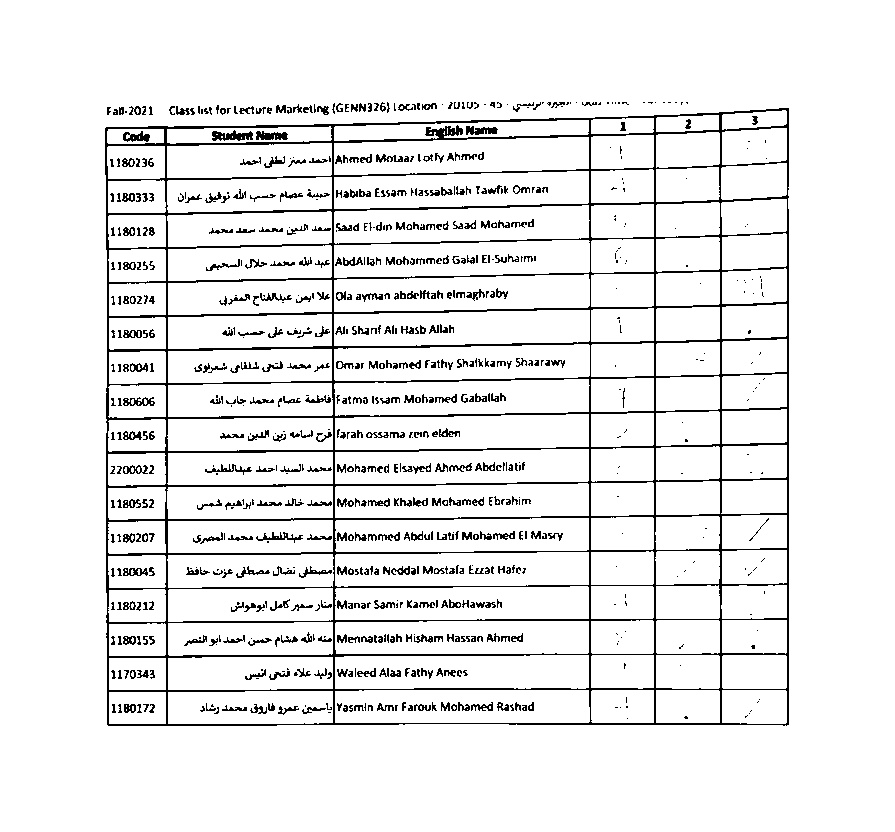 Fall-2021 Class list for Lecture Marketing (GENN326) Location - 20105 - 45 -
Code Student Name English Name 1 2 3
1180236 احمد معتز لطفى احمد Ahmed Motaaz Lotfy Ahmed
1180333 حبيبة عصام حسب الله توفيق عمران Habiba Essam Hassaballah Tawfik Omran
1180128 سعد الدين محمد سعد محمد Saad El-din Mohamed Saad Mohamed
1180255 عبد الله محمد جلال السحيمى AbdAllah Mohammed Galal El-Suhaimi
1180274 علا ايمن عبدالفتاح المغربي Ola ayman abdelftah elmaghraby
1180056 على شريف على حسب الله Ali Sharif Ali Hasb Allah
1180041 عمر محمد فتحى شلقامى شعراوى Omar Mohamed Fathy Shalkkamy Shaarawy
1180606 فاطمة عصام محمد جاب الله Fatma Issam Mohamed Gaballah
1180456 فرح اسامه زين الدين محمد farah ossama zein elden
2200022 محمد السيد احمد عبداللطيف Mohamed Elsayed Ahmed Abdellatif
1180552 محمد خالد محمد ابراهيم شمس Mohamed Khaled Mohamed Ebrahim
1180207 محمد عبداللطيف محمد المصرى Mohammed Abdul Latif Mohamed El Masry
1180045 مصطفى نضال مصطفى عزت حافظ Mostafa Neddal Mostafa Ezzat Hafez
1180212 منار سمير كامل ابوهواش Manar Samir Kamel AboHawash
1180155 منه الله هشام حسن احمد ابو النصر Mennatallah Hisham Hassan Ahmed
1170343 وليد علاء فتحى انيس Waleed Alaa Fathy Anees
1180172 ياسمين عمرو فاروق محمد رشاد Yasmin Amr Farouk Mohamed Rashad